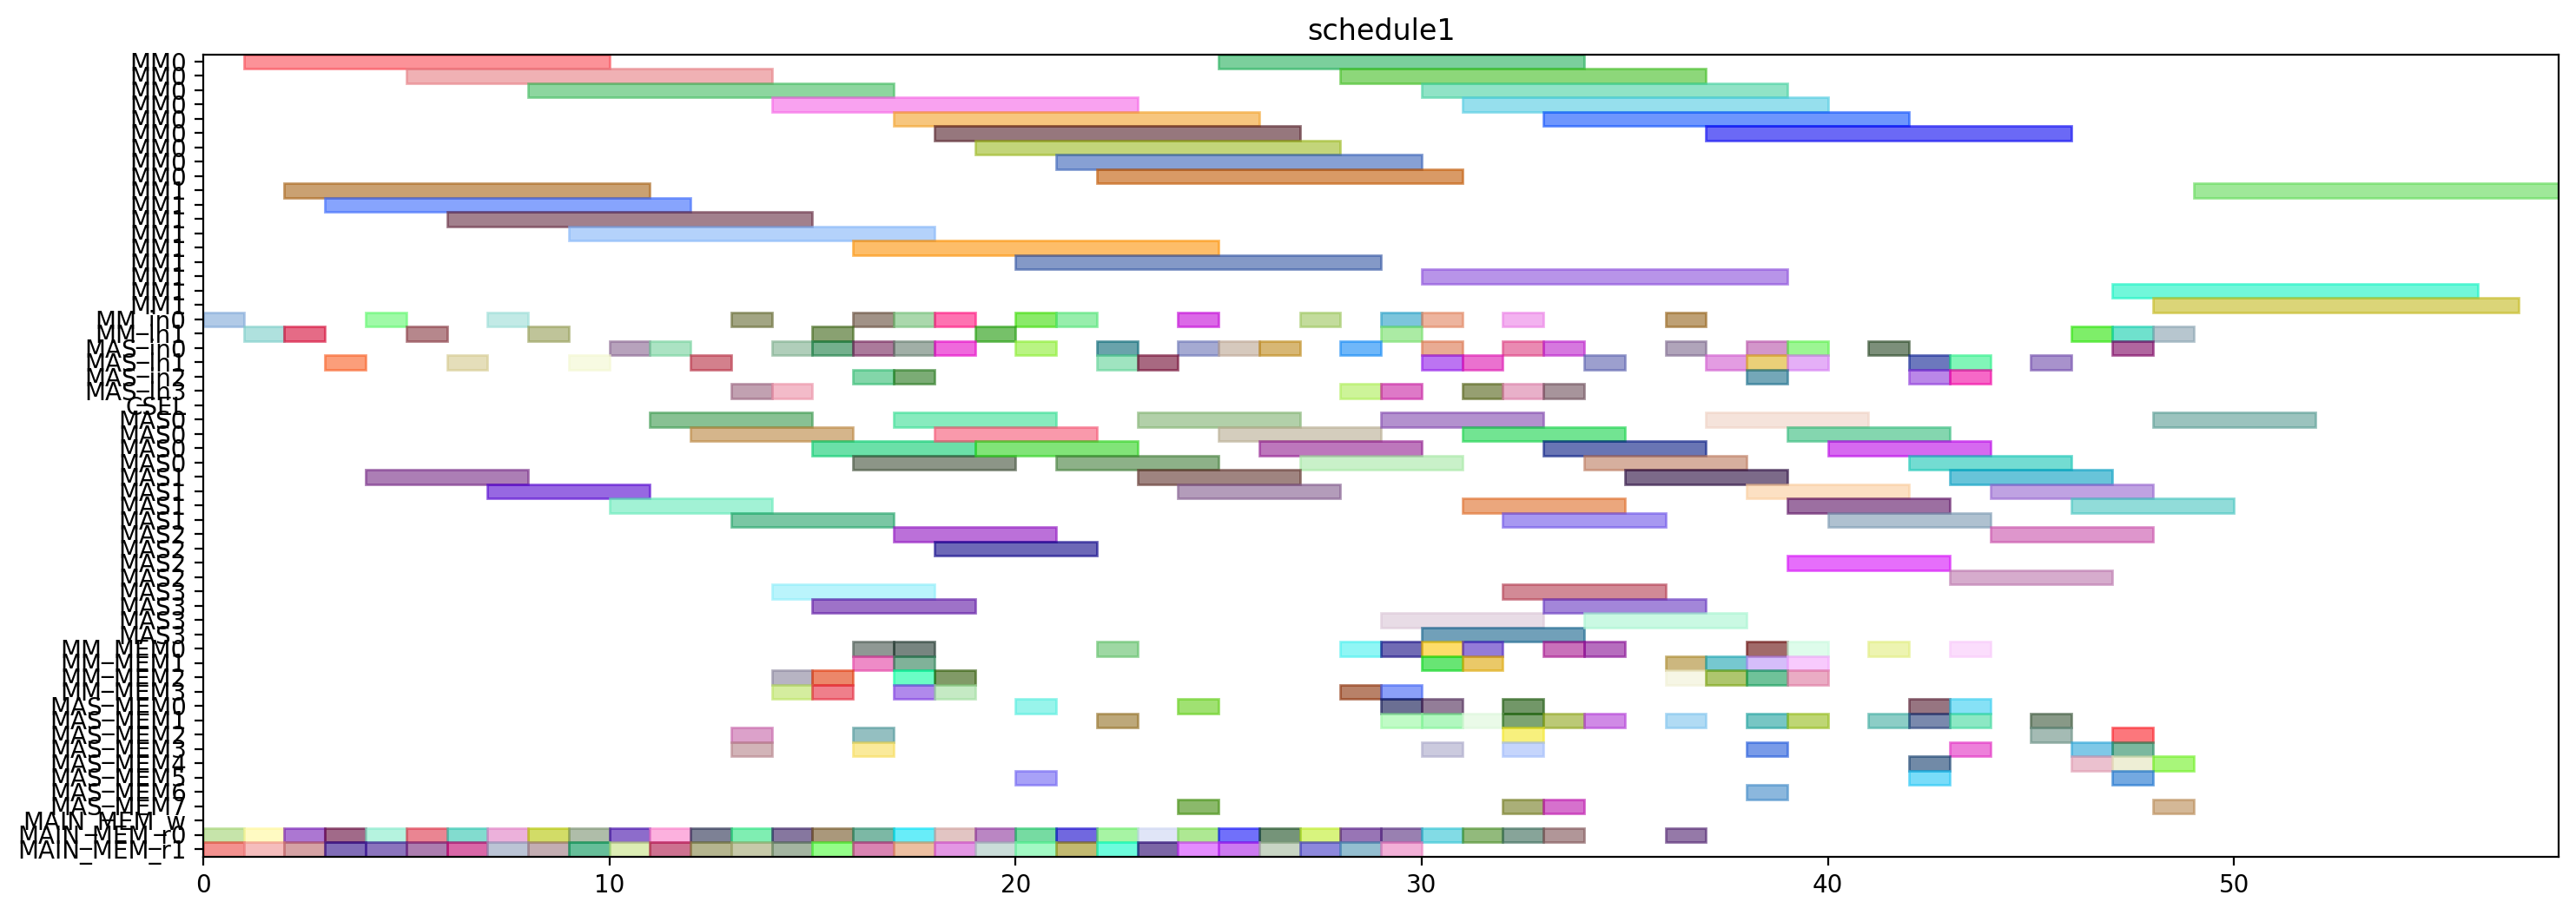 schedule1
MM0
MM0
MM0
MM0
MM0
MM0
MM0
MM0
MM0
MM1
MM1
MM1
MM1
MM1
MM1
MM1
MM1
MM1
MM_in0
MM_in1
MAS_in0
MAS_in1
MAS_in2
MAS_in3
CSEL
MAS0
MAS0
MAS0
MAS0
MAS1
MAS1
MAS1
MAS1
MAS2
MAS2
MAS2
MAS2
MAS3
MAS3
MAS3
MAS3
MM_MEM0
MM_MEM1
MM_MEM2
MM_MEM3
MAS_MEM0
MAS_MEM1
MAS_MEM2
MAS_MEM3
MAS_MEM4
MAS_MEM5
MAS_MEM6
MAS_MEM7
MAIN_MEM_w
MAIN_MEM_r0
MAIN_MEM_r1
0 10 20 30 40 50